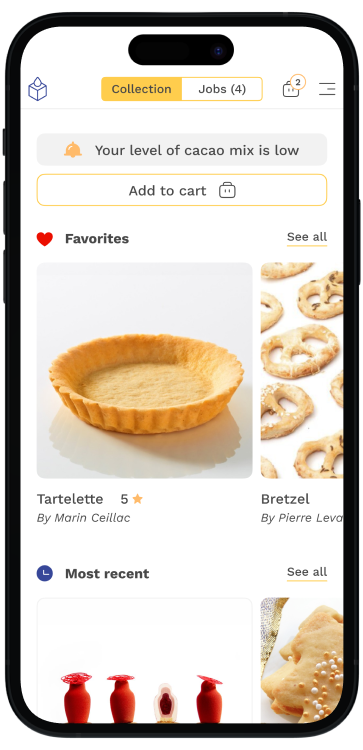 Collection
Jobs (4)
2
Your level of cacao mix is low
Add to cart
Favorites
See all
Tartelette 5
By Marin Ceillac
Bretzel
By Pierre Leva
Most recent
See all